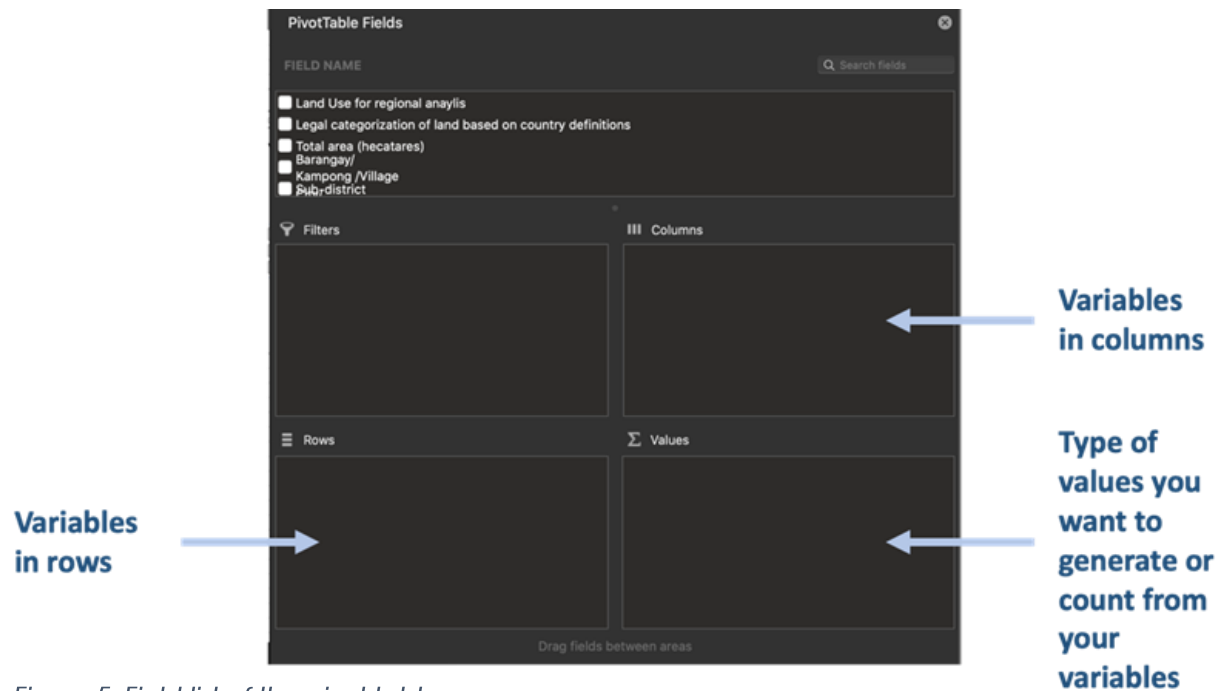 PivotTable Fields
FIELD NAME
Search fields
Land Use for regional anaylis
Legal categorization of land based on country definitions
Total area (hecatares)
Barangay/
Kampong /Village
Sub-district
Filters
Columns
Variables
in columns
Rows
Values
Variables
in rows
Type of
values you
want to
generate or
count from
your
variables
Drag fields between areas